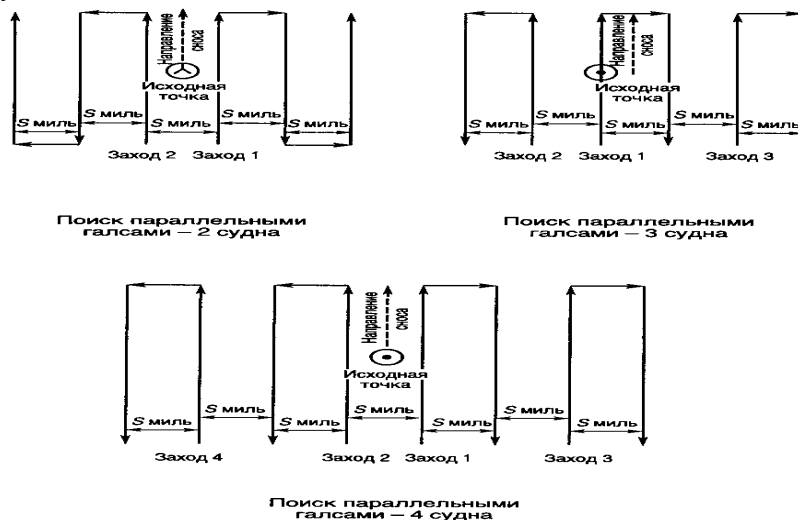 Направление
сноса
Исходная
точка
S миль S миль S миль S миль S миль
Заход 2 Заход 1
Поиск параллельными
галсами – 2 судна
Направление
сноса
Исходная
точка
S миль S миль S миль S миль S миль
Заход 2 Заход 1 Заход 3
Поиск параллельными
галсами – 3 судна
Направление
сноса
Исходная
точка
S миль S миль S миль S миль S миль S миль S миль
Заход 4 Заход 2 Заход 1 Заход 3
Поиск параллельными
галсами – 4 судна